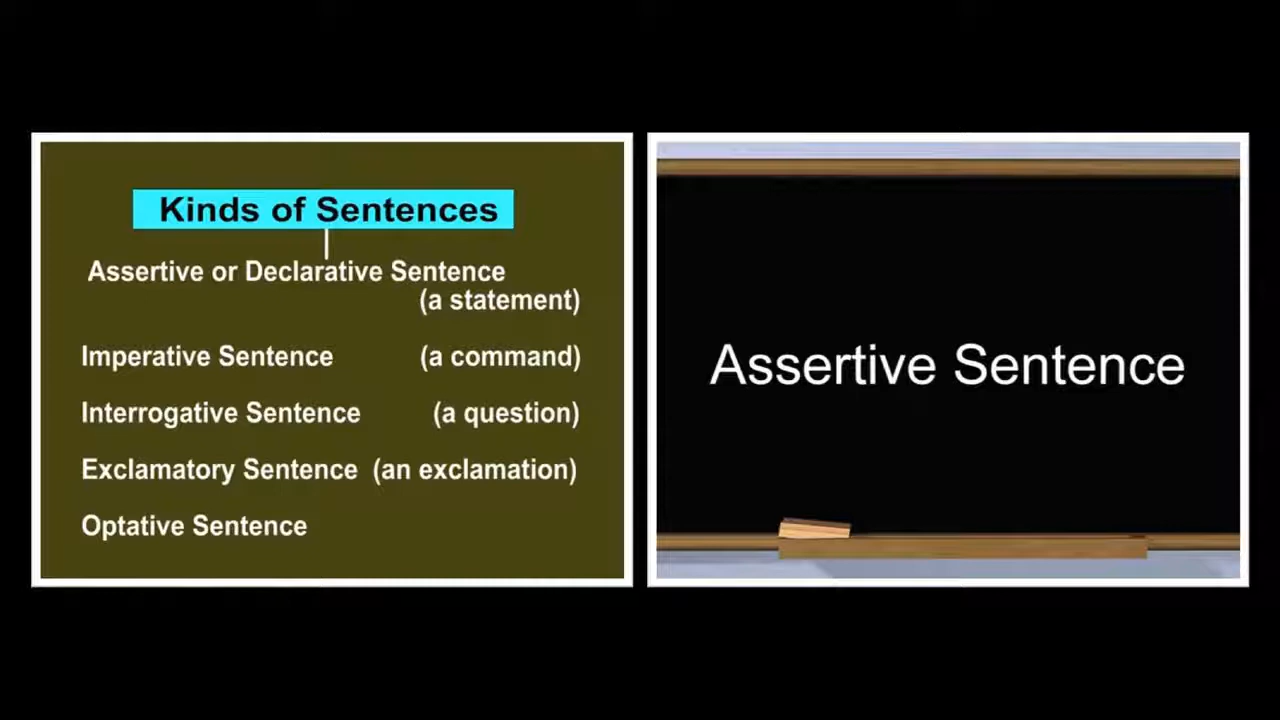 Kinds of Sentences
Assertive or Declarative Sentence
(a statement)
Imperative Sentence (a command)
Interrogative Sentence (a question)
Exclamatory Sentence (an exclamation)
Optative Sentence
Assertive Sentence